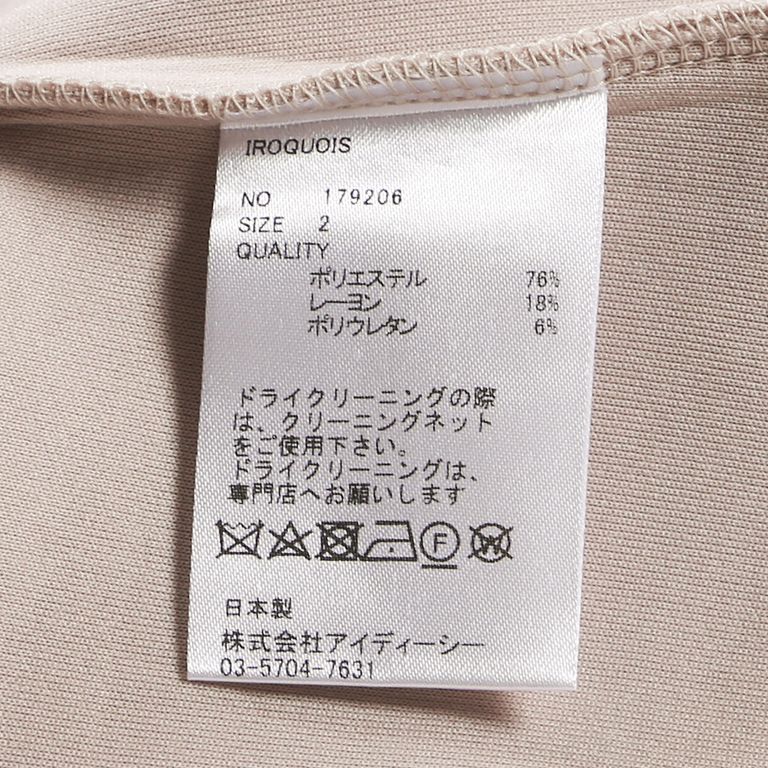 IROQUOIS
NO 179206
SIZE 2
QUALITY
ポリエステル 76%
レーヨン 18%
ポリウレタン 6%
ドライクリーニングの際
は、クリーニングネット
をご使用下さい。
ドライクリーニングは、
専門店へお願いします
F W
日本製
株式会社アイディーシー
03-5704-7631